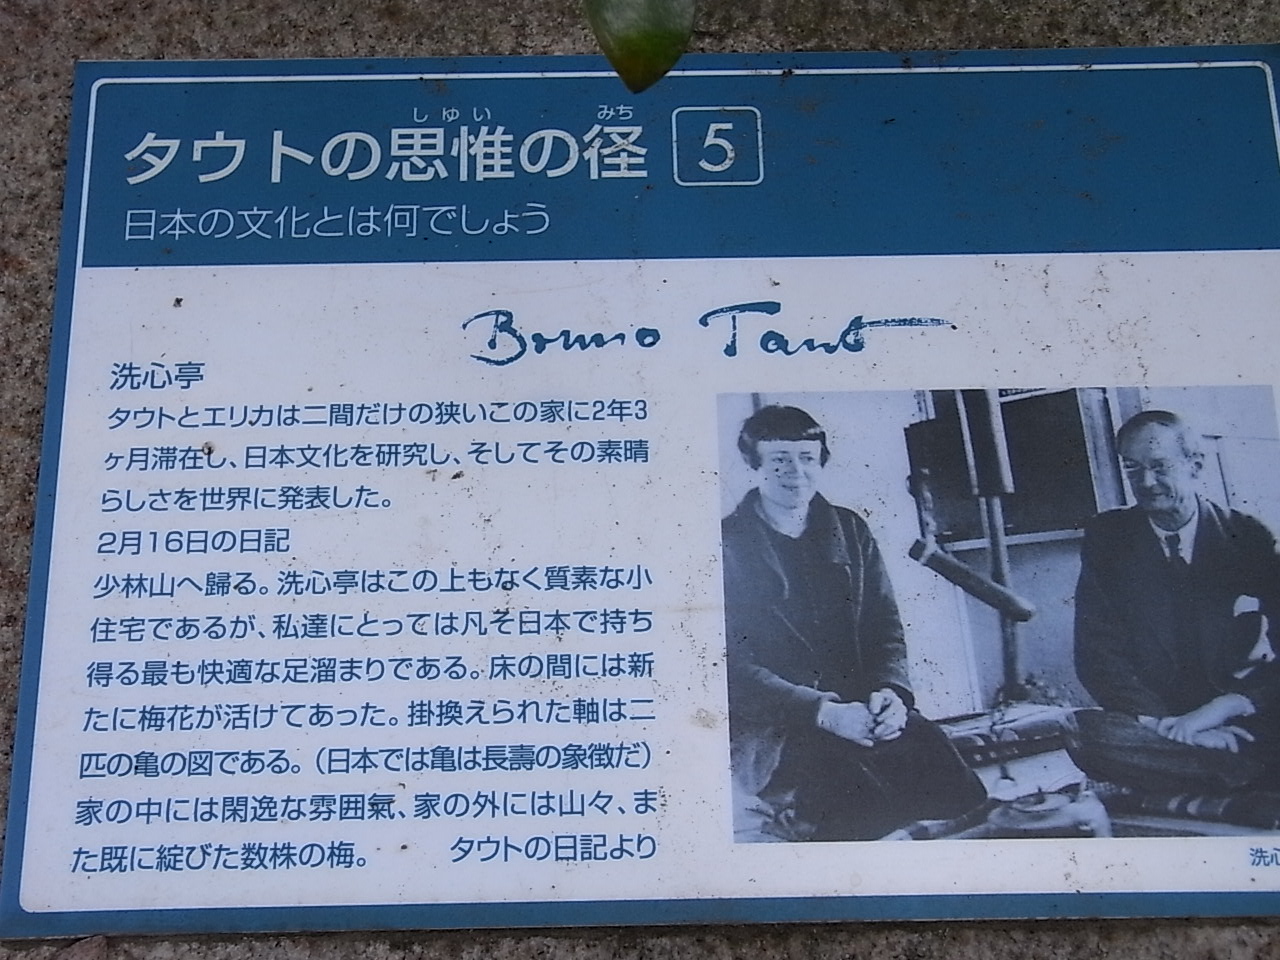 しゅい みち
タウトの思惟の径 5
日本の文化とは何でしょう
Bruno Taut
洗心亭
タウトとエリカは二間だけの狭いこの家に2年3
ヶ月滞在し、日本文化を研究し、そしてその素晴
らしさを世界に発表した。
2月16日の日記
少林山へ歸る。洗心亭はこの上もなく質素な小
住宅であるが、私達にとっては凡そ日本で持ち
得る最も快適な足溜まりである。床の間には新
たに梅花が活けてあった。掛換えられた軸は二
匹の亀の図である。(日本では亀は長壽の象徴だ)
家の中には閑逸な雰囲氣、家の外には山々、ま
た既に綻びた数株の梅。 タウトの日記より
洗心